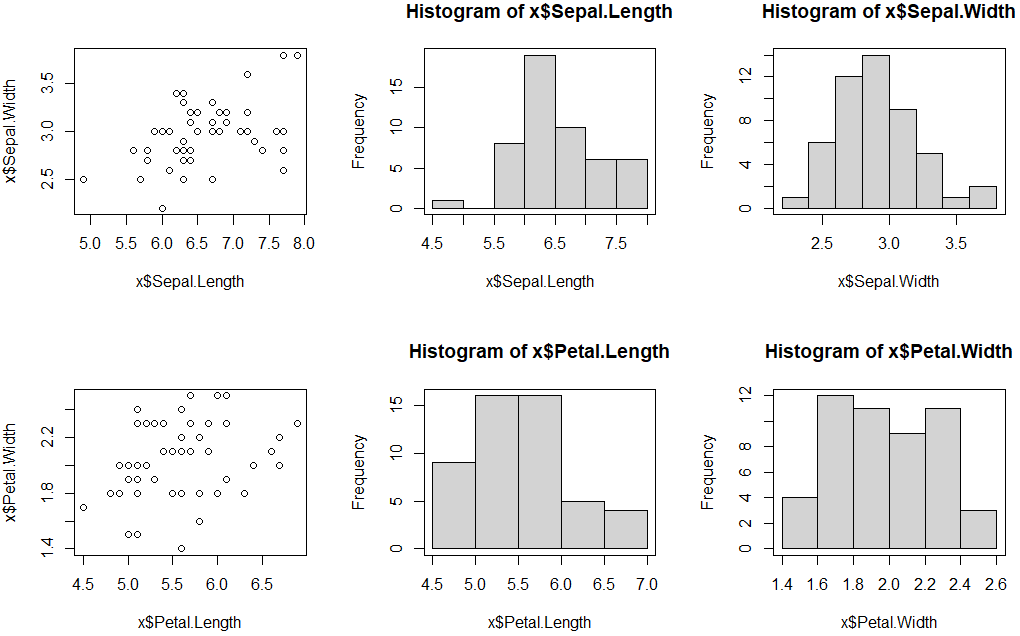 Histogram of x$Sepal.Length
Histogram of x$Sepal.Width
x$Sepal.Width
2.5 3.0 3.5
5.0 5.5 6.0 6.5 7.0 7.5 8.0
x$Sepal.Length
Frequency
0 5 10 15
4.5 5.5 6.5 7.5
x$Sepal.Length
Frequency
0 4 8 12
2.5 3.0 3.5
x$Sepal.Width
Histogram of x$Petal.Length
Histogram of x$Petal.Width
x$Petal.Width
1.4 1.8 2.2
4.5 5.0 5.5 6.0 6.5
x$Petal.Length
Frequency
0 5 10 15
4.5 5.0 5.5 6.0 6.5 7.0
x$Petal.Length
Frequency
0 2 4 6 8 12
1.4 1.6 1.8 2.0 2.2 2.4 2.6
x$Petal.Width